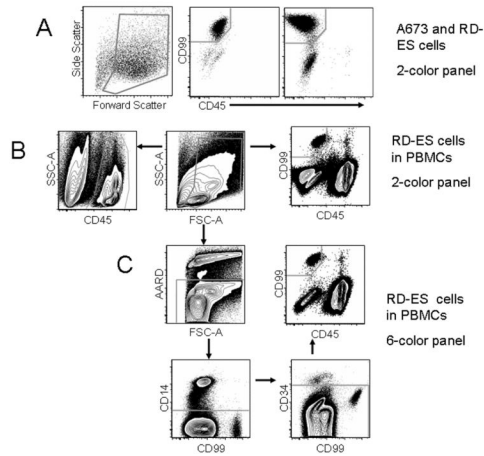 A
Side Scatter
Forward Scatter
CD99
CD45
A673 and RD-
ES cells
2-color panel
B
SSC-A
CD45
SSC-A
FSC-A
CD99
CD45
RD-ES cells
in PBMCs
2-color panel
C
AARD
FSC-A
CD99
CD45
RD-ES cells
in PBMCs
6-color panel
CD14
CD99
CD34
CD99